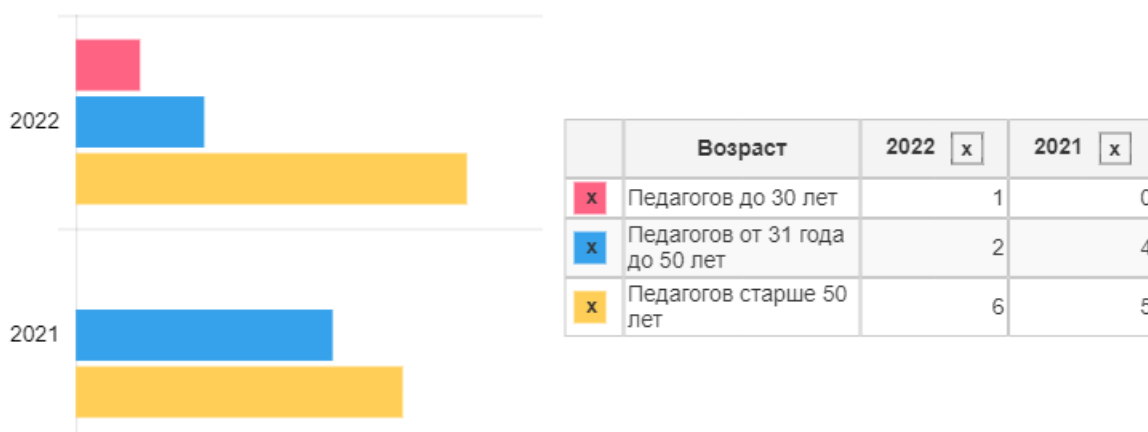 2022
2021
Возраст 2022 x 2021 x
x Педагогов до 30 лет 1 0
x Педагогов от 31 года
до 50 лет 2 4
x Педагогов старше 50
лет 6 5